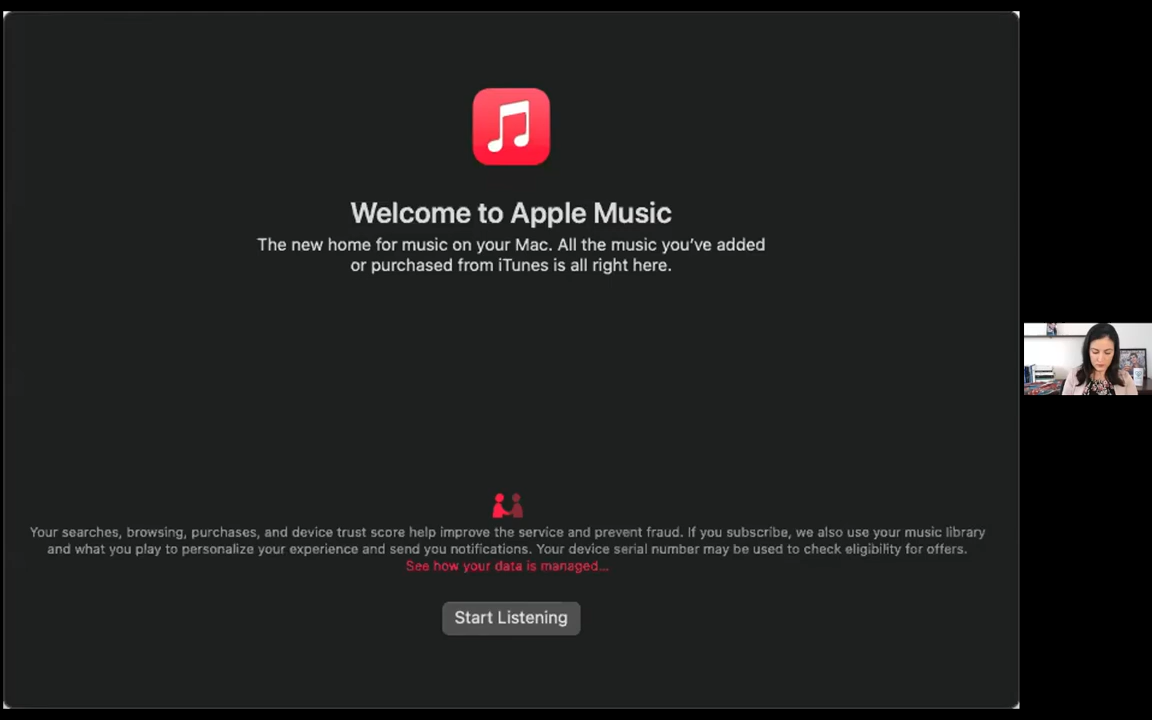 Welcome to Apple Music
The new home for music on your Mac. All the music you’ve added
or purchased from iTunes is all right here.
Your searches, browsing, purchases, and device trust score help improve the service and prevent fraud. If you subscribe, we also use your music library
and what you play to personalize your experience and send you notifications. Your device serial number may be used to check eligibility for offers.
See how your data is managed...
Start Listening